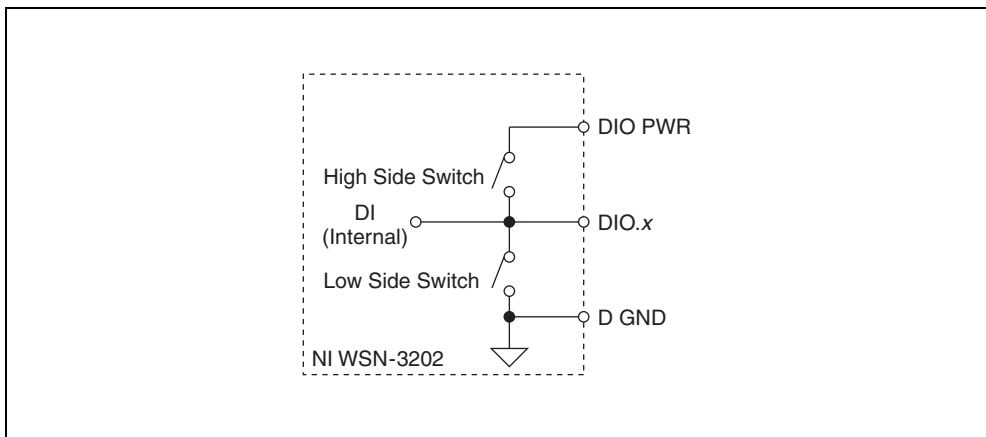 DIO PWR
High Side Switch
DI
(Internal)
DIO.x
Low Side Switch
D GND
NI WSN-3202